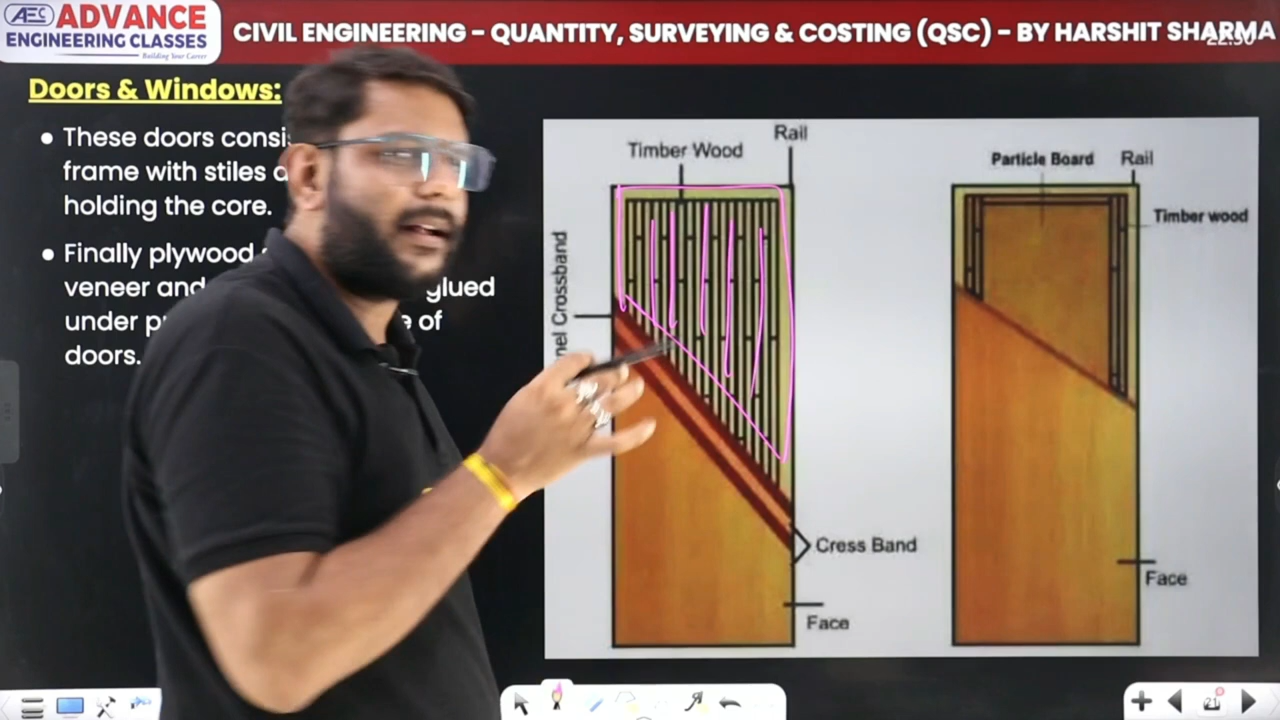 AEC ADVANCE
ENGINEERING CLASSES
Building Your Career
CIVIL ENGINEERING – QUANTITY, SURVEYING & COSTING (QSC) – BY HARSHIT SHARMA
Doors & Windows:
• These doors
frame with stiles
holding the core.
• Finally plywood
veneer and glued
under of
doors.
Timber Wood
Rail
Crossband
Cress Band
Face
Particle Board
Rail
Timber wood
Face
21